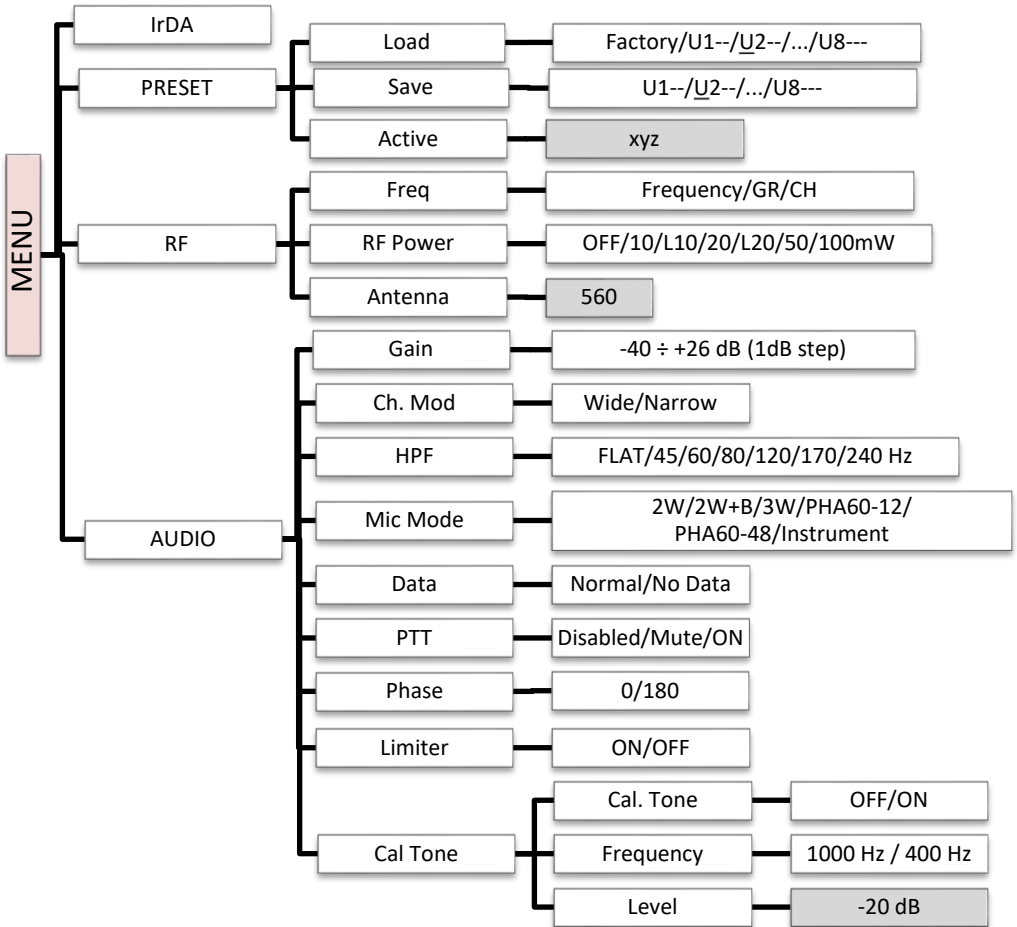 MENU
IrDA
PRESET
Load
Factory/U1--/U2--/.../U8---
Save
U1--/U2--/.../U8---
Active
xyz
RF
Freq
Frequency/GR/CH
RF Power
OFF/10/L10/20/L20/50/100mW
Antenna
560
AUDIO
Gain
-40 ÷ +26 dB (1dB step)
Ch. Mod
Wide/Narrow
HPF
FLAT/45/60/80/120/170/240 Hz
Mic Mode
2W/2W+B/3W/PHA60-12/
PHA60-48/Instrument
Data
Normal/No Data
PTT
Disabled/Mute/ON
Phase
0/180
Limiter
ON/OFF
Cal Tone
Cal. Tone
OFF/ON
Frequency
1000 Hz / 400 Hz
Level
-20 dB